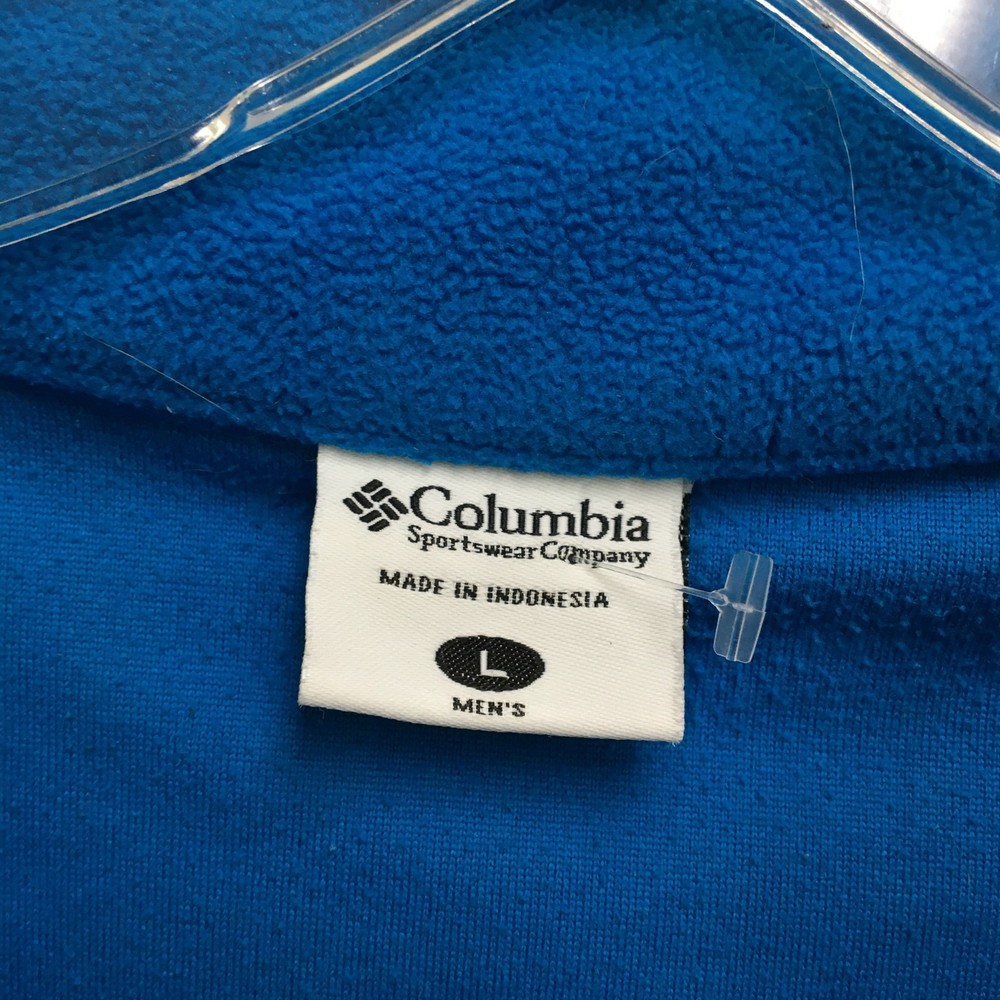 Columbia
Sportswear Company
MADE IN INDONESIA
L
MEN'S